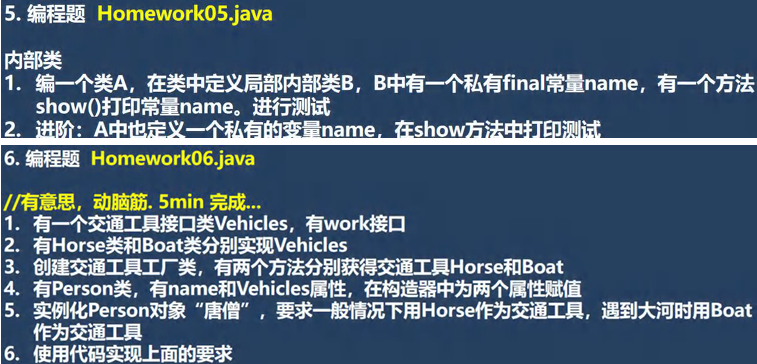 5. 编程题 Homework05.java
内部类
1. 编一个类A，在类中定义局部内部类B，B中有一个私有final常量name，有一个方法
show()打印常量name。进行测试
2. 进阶：A中也定义一个私有的变量name，在show方法中打印测试
6. 编程题 Homework06.java
//有意思，动脑筋. 5min 完成...
1. 有一个交通工具接口类Vehicles，有work接口
2. 有Horse类和Boat类分别实现Vehicles
3. 创建交通工具工厂类，有两个方法分别获得交通工具Horse和Boat
4. 有Person类，有name和Vehicles属性，在构造器中为两个属性赋值
5. 实例化Person对象“唐僧”，要求一般情况下用Horse作为交通工具，遇到大河时用Boat
作为交通工具
6. 使用代码实现上面的要求